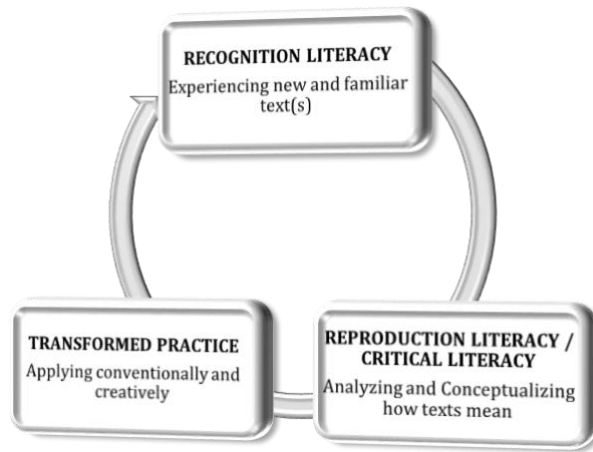 RECOGNITION LITERACY
Experiencing new and familiar
text(s)
REPRODUCTION LITERACY /
CRITICAL LITERACY
Analyzing and Conceptualizing
how texts mean
TRANSFORMED PRACTICE
Applying conventionally and
creatively